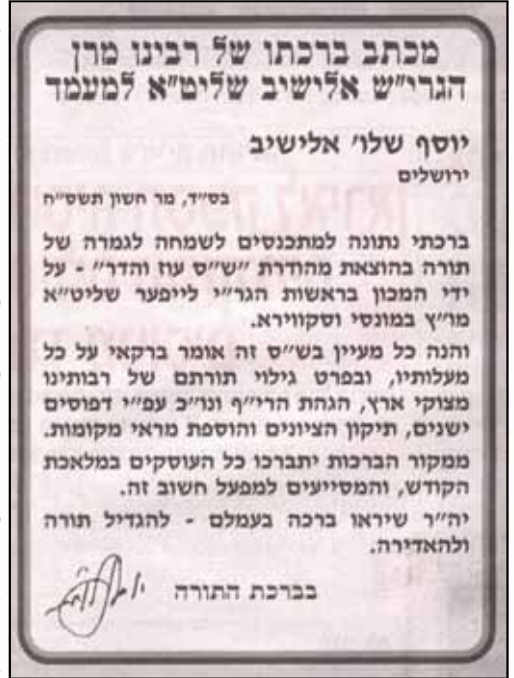 מכתב ברכתו של רבינו מרן
הגרי״ש אלישיב שליט״א למעמד
יוסף שלו׳ אלישיב
ירושלים
בס״ד, מר חשון תשס״ח
ברכתי נתונה למתכנסים לשמחה לגמרה של
תורה בהוצאת מהודרת ״ש״ס עוז והדר״ - על
ידי המכון בראשות הגר״י לייפער שליט״א
מו״ץ במונסי וסקווירא.
והנה כל מעיין בש״ס זה אומר ברקאי על כל
מעלותיו, ובפרט גילוי תורתם של רבותינו
מצוקי ארץ, הגהת הרי״ף ונו״כ עפ״י דפוסים
ישנים, תיקון הציונים והוספת מראי מקומות.
ממקור הברכות יתברכו כל העוסקים במלאכת
הקודש, והמסייעים למפעל חשוב זה.
יה״ר שיראו ברכה בעמלם - להגדיל תורה
ולהאדירה.
בברכת התורה